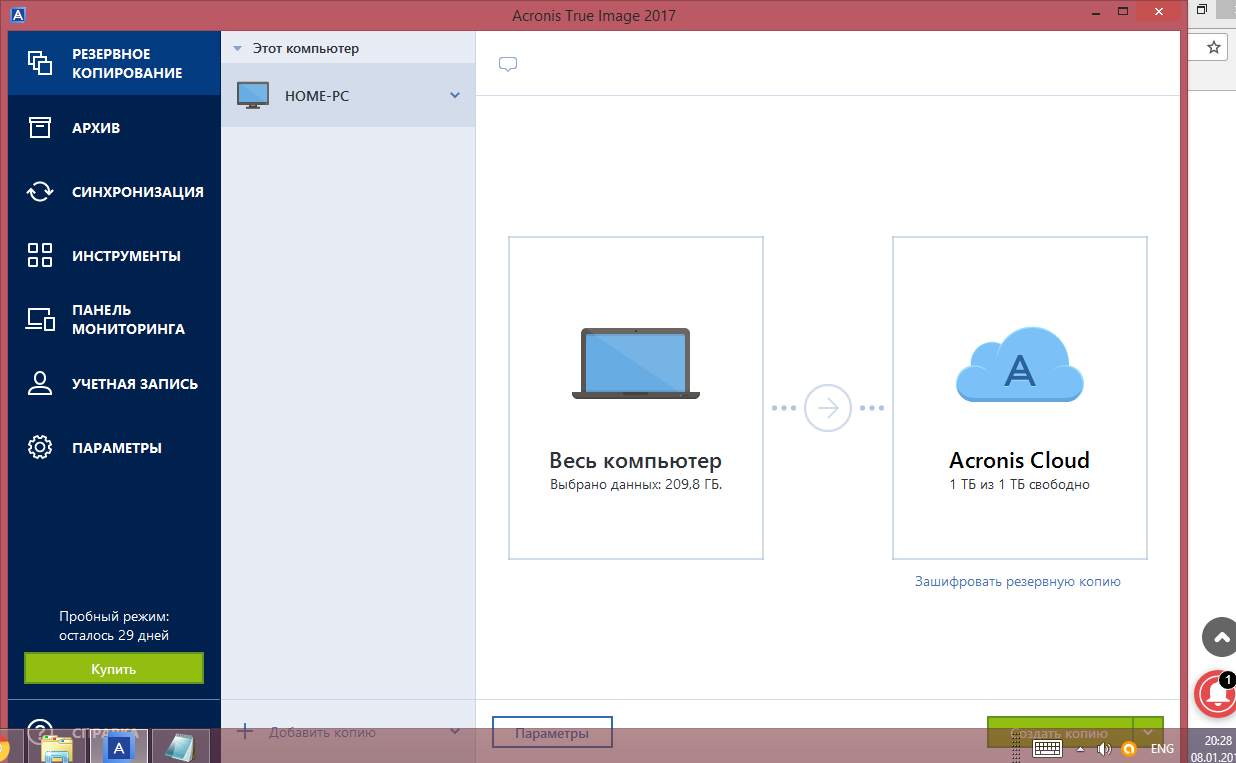 Acronis True Image 2017
РЕЗЕРВНОЕ
КОПИРОВАНИЕ
АРХИВ
СИНХРОНИЗАЦИЯ
ИНСТРУМЕНТЫ
ПАНЕЛЬ
МОНИТОРИНГА
УЧЕТНАЯ ЗАПИСЬ
ПАРАМЕТРЫ
Пробный режим:
осталось 29 дней
Купить
СПРАВКА
Этот компьютер
HOME-PC
Добавить копию
Весь компьютер
Выбрано данных: 209,8 ГБ.
Acronis Cloud
1 ТБ из 1 ТБ свободно
Зашифровать резервную копию
Параметры
Создать копию
1
ENG
20:28
08.01.20